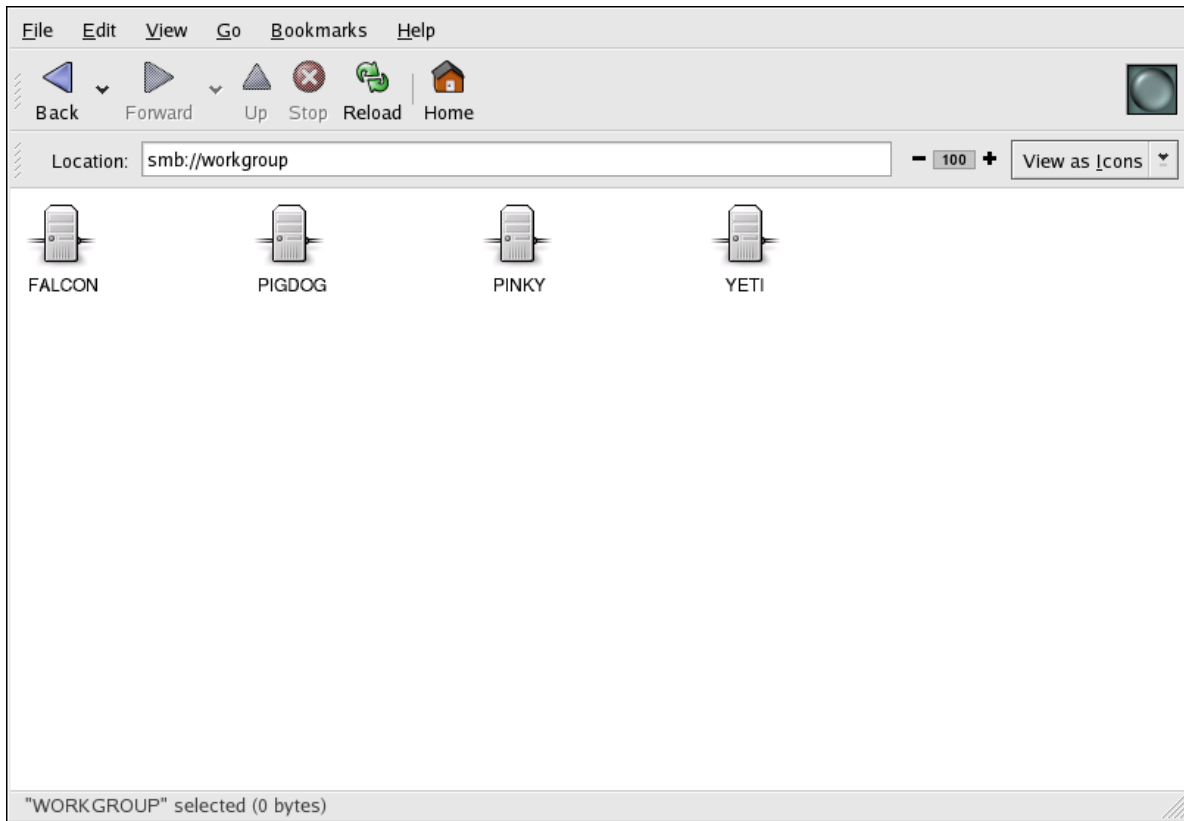 File Edit View Go Bookmarks Help
Back Forward Up Stop Reload Home
Location: smb://workgroup 100 View as Icons
FALCON PIGDOG PINKY YETI
"WORKGROUP" selected (0 bytes)